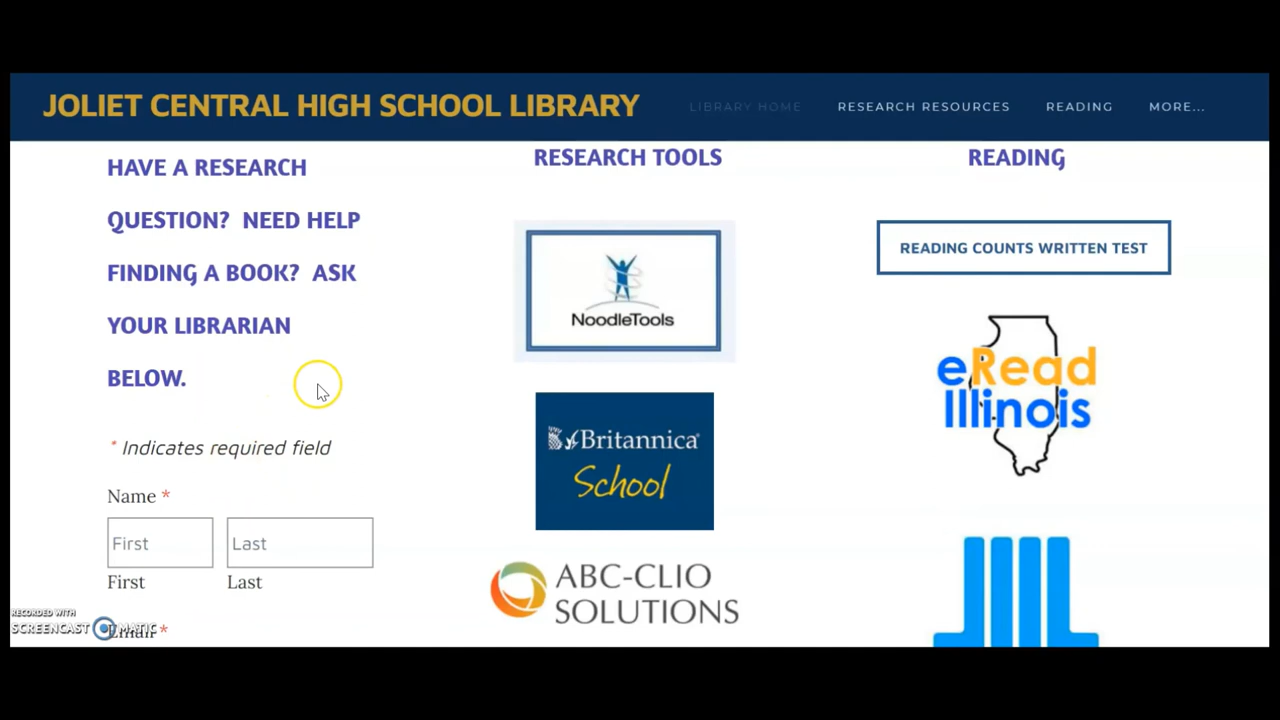 JOLIET CENTRAL HIGH SCHOOL LIBRARY
LIBRARY HOME
RESEARCH RESOURCES
READING
MORE...
HAVE A RESEARCH
QUESTION? NEED HELP
FINDING A BOOK? ASK
YOUR LIBRARIAN
BELOW.
* Indicates required field
Name *
First
Last
First
Last
Email *
RESEARCH TOOLS
NoodleTools
Britannica®
School
ABC-CLIO
SOLUTIONS
READING
READING COUNTS WRITTEN TEST
eRead
Illinois
RECORDED WITH
SCREENCAST MATIC